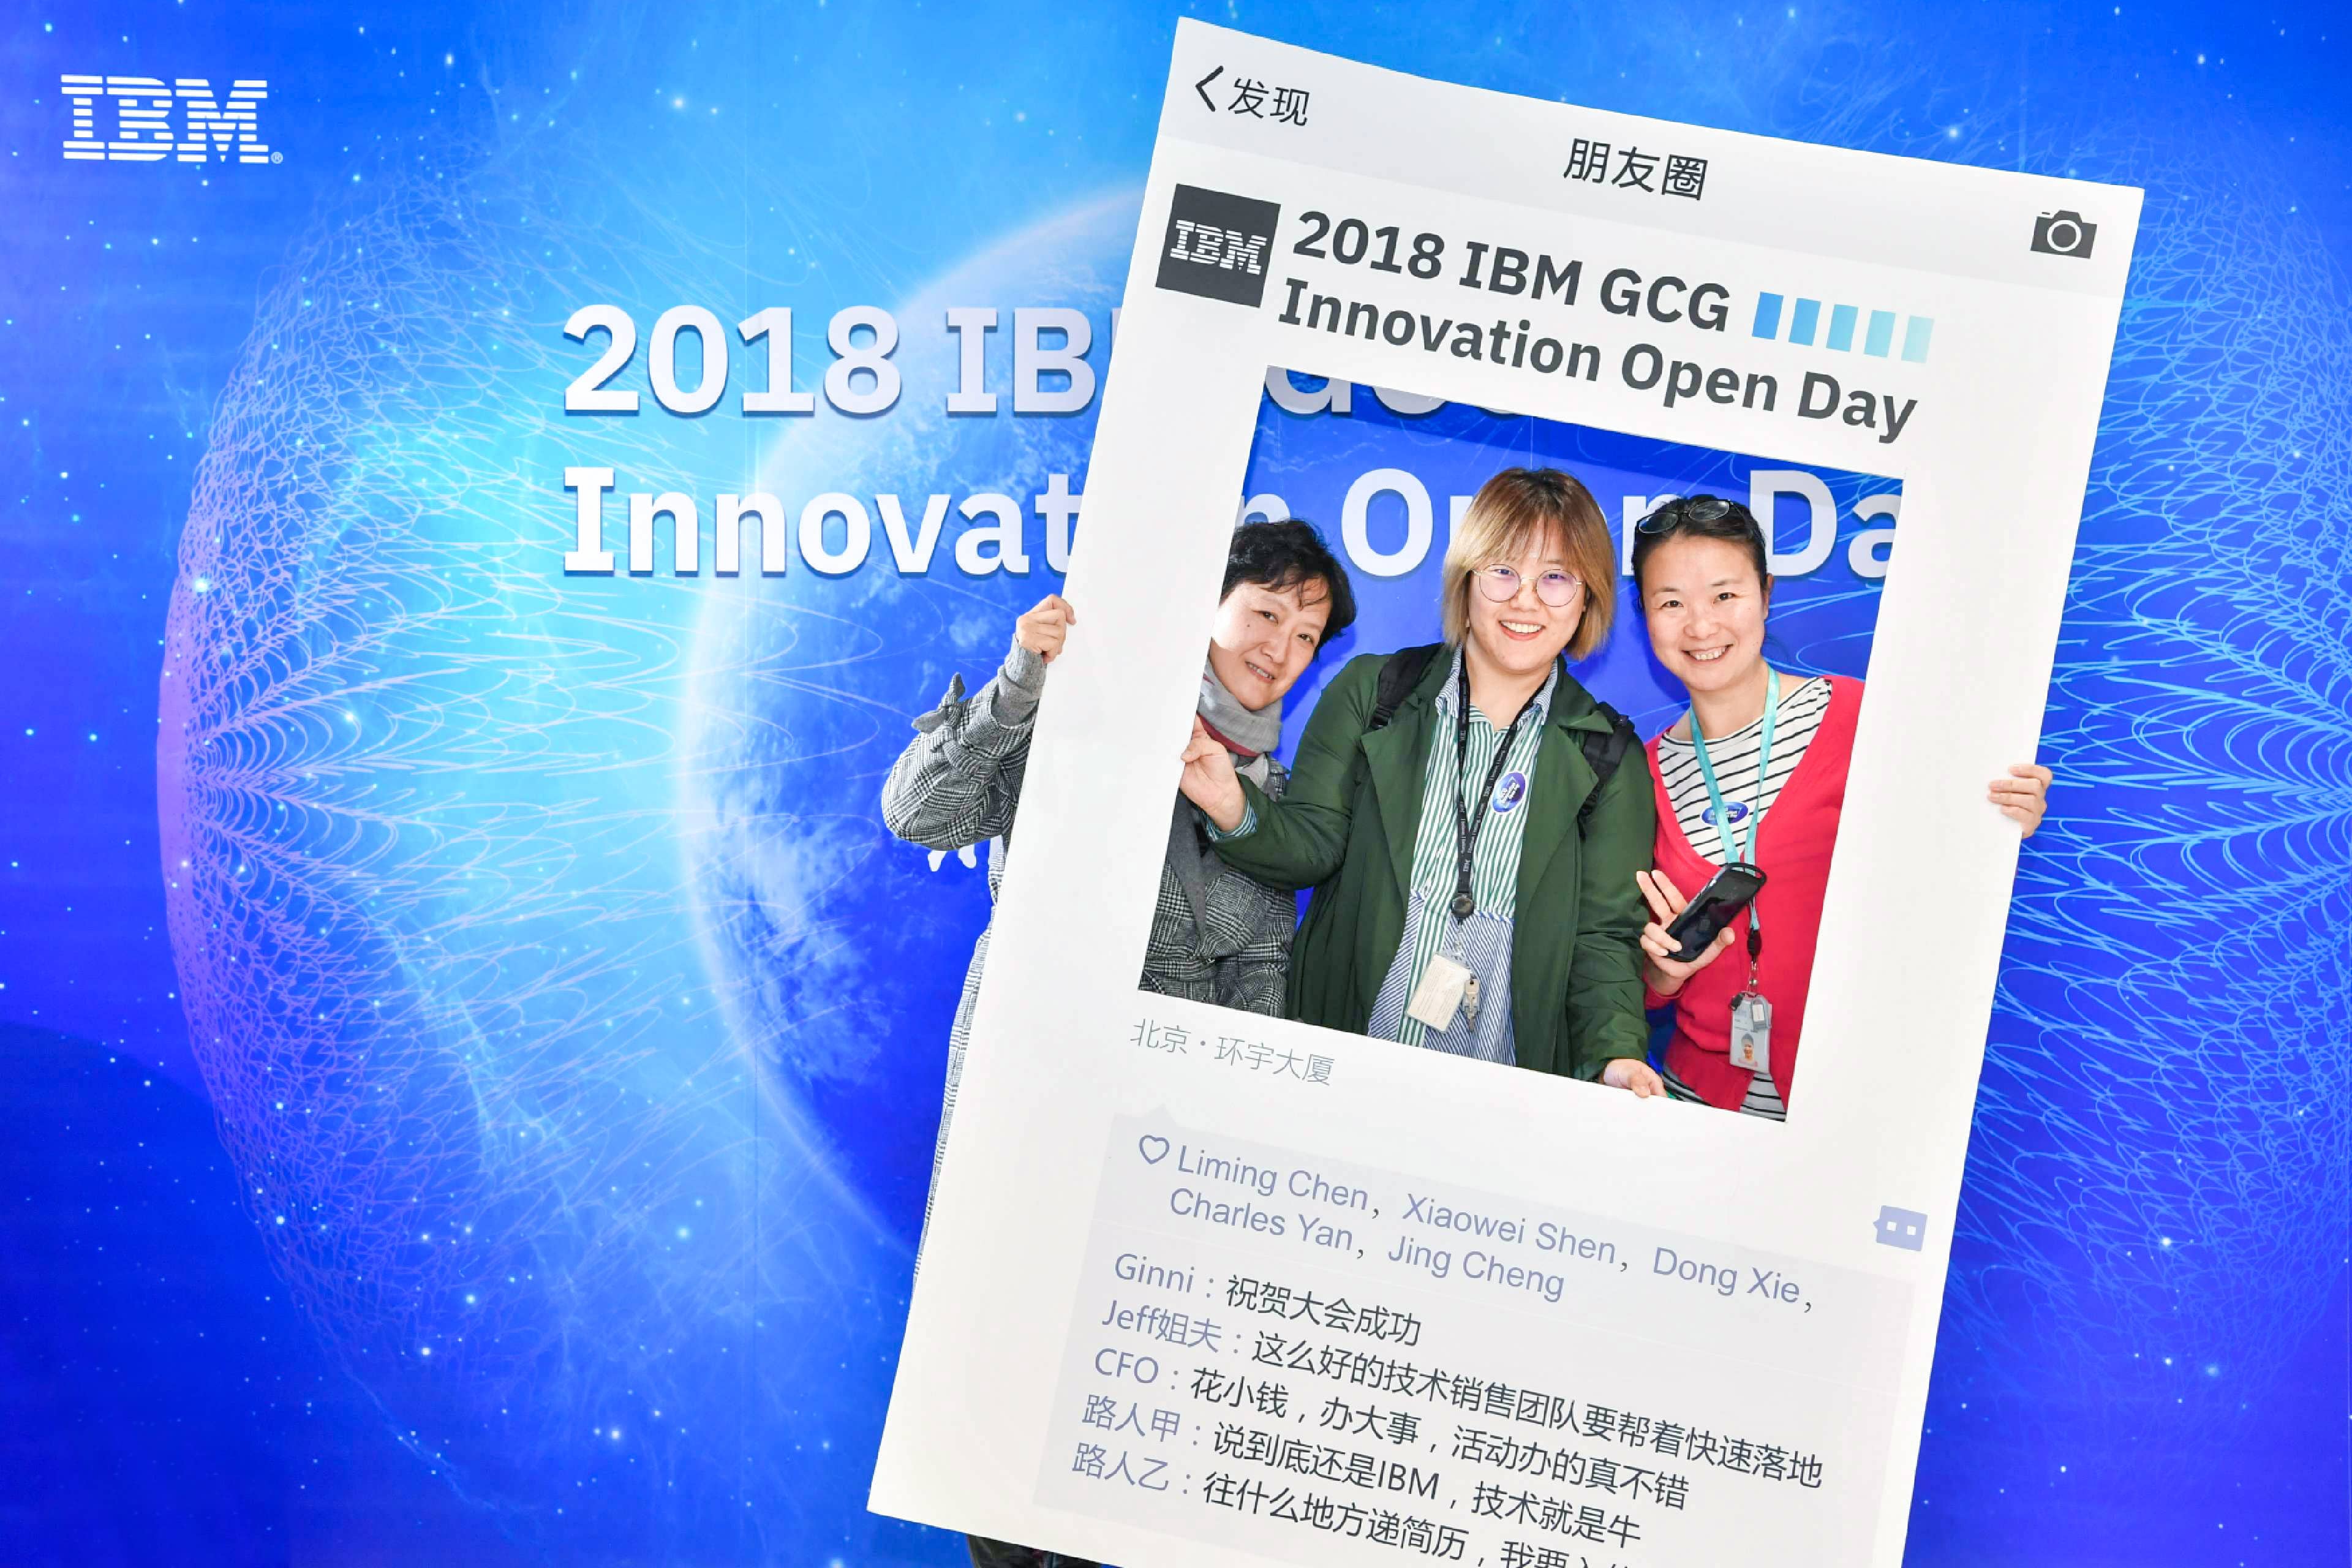 IBM
2018 IB
Innovat
n Open Da
<发现
朋友圈
IBM
2018 IBM GCG
Innovation Open Day
北京·环宇大厦
Liming Chen，Xiaowei Shen，Dong Xie，
Charles Yan，Jing Cheng
Ginni：祝贺大会成功
Jeff姐夫：这么好的技术销售团队要帮着快速落地
CFO：花小钱，办大事，活动办的真不错
路人甲：说到底还是IBM，技术就是牛
路人乙：往什么地方递简历，我要